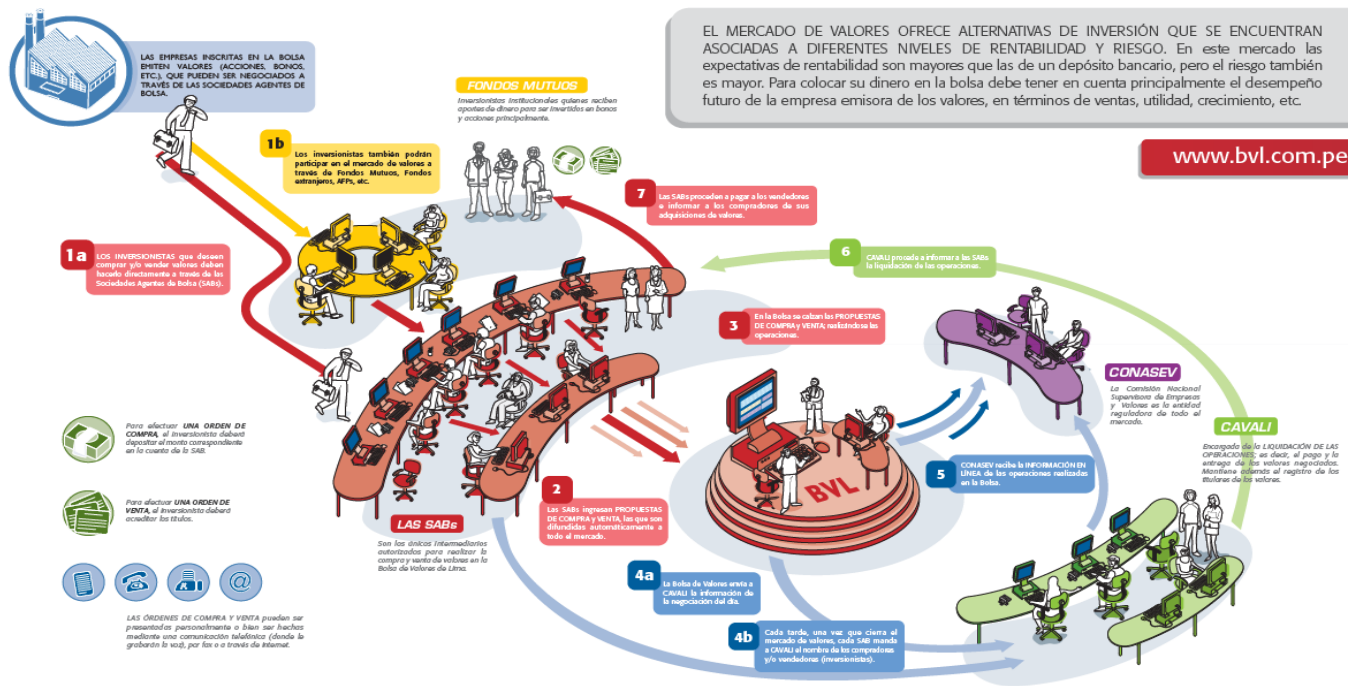 LAS EMPRESAS INSCRITAS EN LA BOLSA
EMITEN VALORES (ACCIONES, BONOS,
ETC.), QUE PUEDEN SER NEGOCIADOS A
TRAVÉS DE LAS SOCIEDADES AGENTES DE
BOLSA.
EL MERCADO DE VALORES OFRECE ALTERNATIVAS DE INVERSIÓN QUE SE ENCUENTRAN
ASOCIADAS A DIFERENTES NIVELES DE RENTABILIDAD Y RIESGO. En este mercado las
expectativas de rentabilidad son mayores que las de un depósito bancario, pero el riesgo también
es mayor. Para colocar su dinero en la bolsa debe tener en cuenta principalmente el desempeño
futuro de la empresa emisora de los valores, en términos de ventas, utilidad, crecimiento, etc.
www.bvl.com.pe
FONDOS MUTUOS
Inversionistas Institucionales quienes reciben
aportes de dinero para ser invertidos en bonos
y acciones principalmente.
1b
Los inversionistas también podrán
participar en el mercado de valores a
través de Fondos Mutuos, Fondos
extranjeros, AFPs, etc.
7
Las SABs proceden a pagar a los vendedores
e informar a los compradores de sus
adquisiciones de valores.
1a
LOS INVERSIONISTAS que deseen
comprar y/o vender valores deben
hacerlo directamente a través de las
Sociedades Agentes de Bolsa (SABs).
6
CAVALI procede a informar a las SABs
la liquidación de las operaciones.
3
En la Bolsa se calzan las PROPUESTAS
DE COMPRA y VENTA; realizándose las
operaciones.
CONASEV
La Comisión Nacional
Supervisora de Empresas
y Valores es la entidad
reguladora de todo el
mercado.
CAVALI
Encargada de la LIQUIDACIÓN DE LAS
OPERACIONES; es decir, el pago y la
entrega de los valores negociados.
Mantiene además el registro de los
titulares de los valores.
Para efectuar UNA ORDEN DE
COMPRA, el inversionista deberá
depositar el monto correspondiente
en la cuenta de la SAB.
5
CONASEV recibe la INFORMACIÓN EN
LÍNEA de las operaciones realizadas
en la Bolsa.
BVL
Para efectuar UNA ORDEN DE
VENTA, el inversionista deberá
acreditar los títulos.
2
Las SABs ingresan PROPUESTAS
DE COMPRA y VENTA, las que son
difundidas automáticamente a
todo el mercado.
LAS SABs
Son los únicos intermediarios
autorizados para realizar la
compra y venta de valores en la
Bolsa de Valores de Lima.
4a
La Bolsa de Valores envía a
CAVALI la información de
la negociación del día.
@
LAS ÓRDENES DE COMPRA Y VENTA pueden ser
presentadas personalmente o bien ser hechas
mediante una comunicación telefónica (donde le
grabarán la voz), por fax o a través de Internet.
4b
Cada tarde, una vez que cierra el
mercado de valores, cada SAB manda
a CAVALI el nombre de los compradores
y/o vendedores (inversionistas).